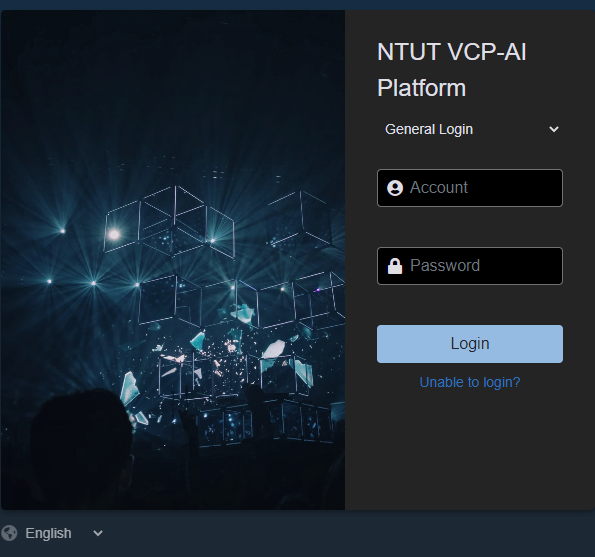 NTUT VCP-AI
Platform
General Login
Account
Password
Login
Unable to login?
English